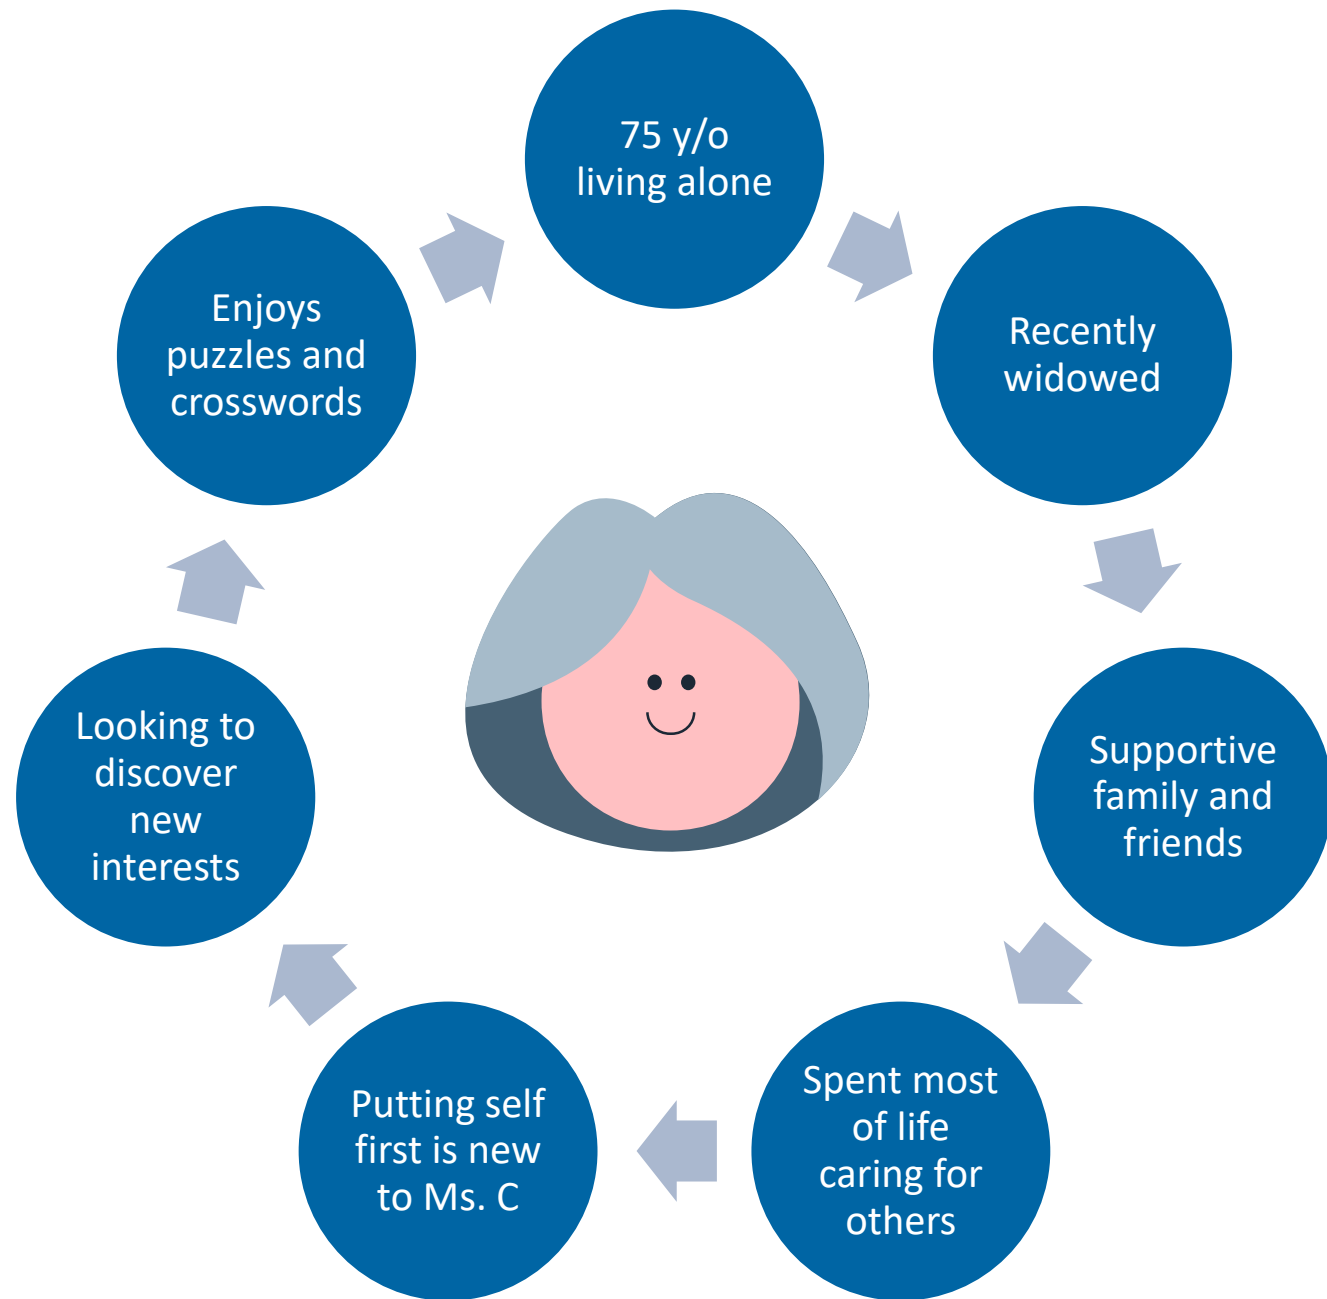 75 y/o
living alone
Recently
widowed
Supportive
family and
friends
Spent most
of life
caring for
others
Putting self
first is new
to Ms. C
Looking to
discover
new
interests
Enjoys
puzzles and
crosswords